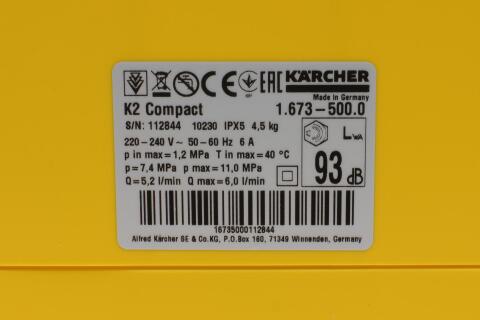 CE EAC KÄRCHER
Made in Germany
K2 Compact 1.673-500.0
S/N: 112844 10230 IPX5 4,5 kg
220-240 V~ 50-60 Hz 6 A
p in max=1,2 MPa T in max=40 °C
p=7,4 MPa p max=11,0 MPa
Q=5,2 l/min Q max=6,0 l/min
LWA
93 dB
16735000112844
Alfred Kärcher SE & Co.KG, P.O.Box 160, 71349 Winnenden, Germany